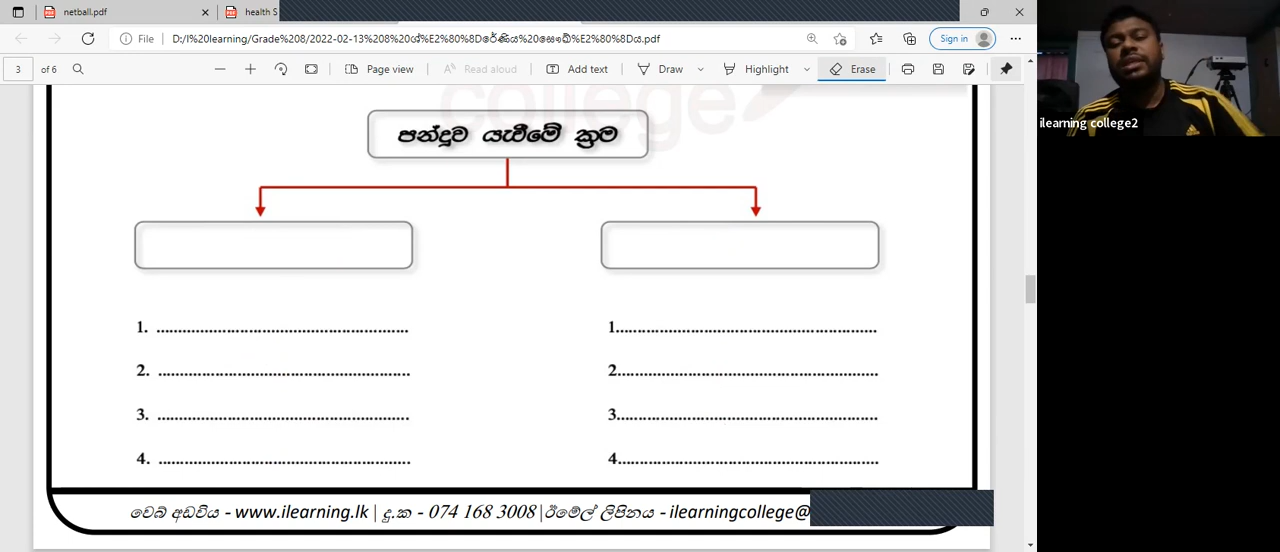 netball.pdf
health S
File
D:/I%20learning/Grade%208/2022-02-13%208%20ශ්%E2%80%8Dරේණිය%20සෞඛ්%E2%80%8Dය.pdf
Sign in
3 of 6
Page view
Read aloud
Add text
Draw
Highlight
Erase
college
ilearning college2
පන්දුව යැවීමේ ක්‍රම
1. ........................................................
1..........................................................
2. ........................................................
2..........................................................
3. ........................................................
3..........................................................
4. ........................................................
4..........................................................
වෙබ් අඩවිය - www.ilearning.lk | දු.ක - 074 168 3008 |ඊමේල් ලිපිනය - ilearningcollege@